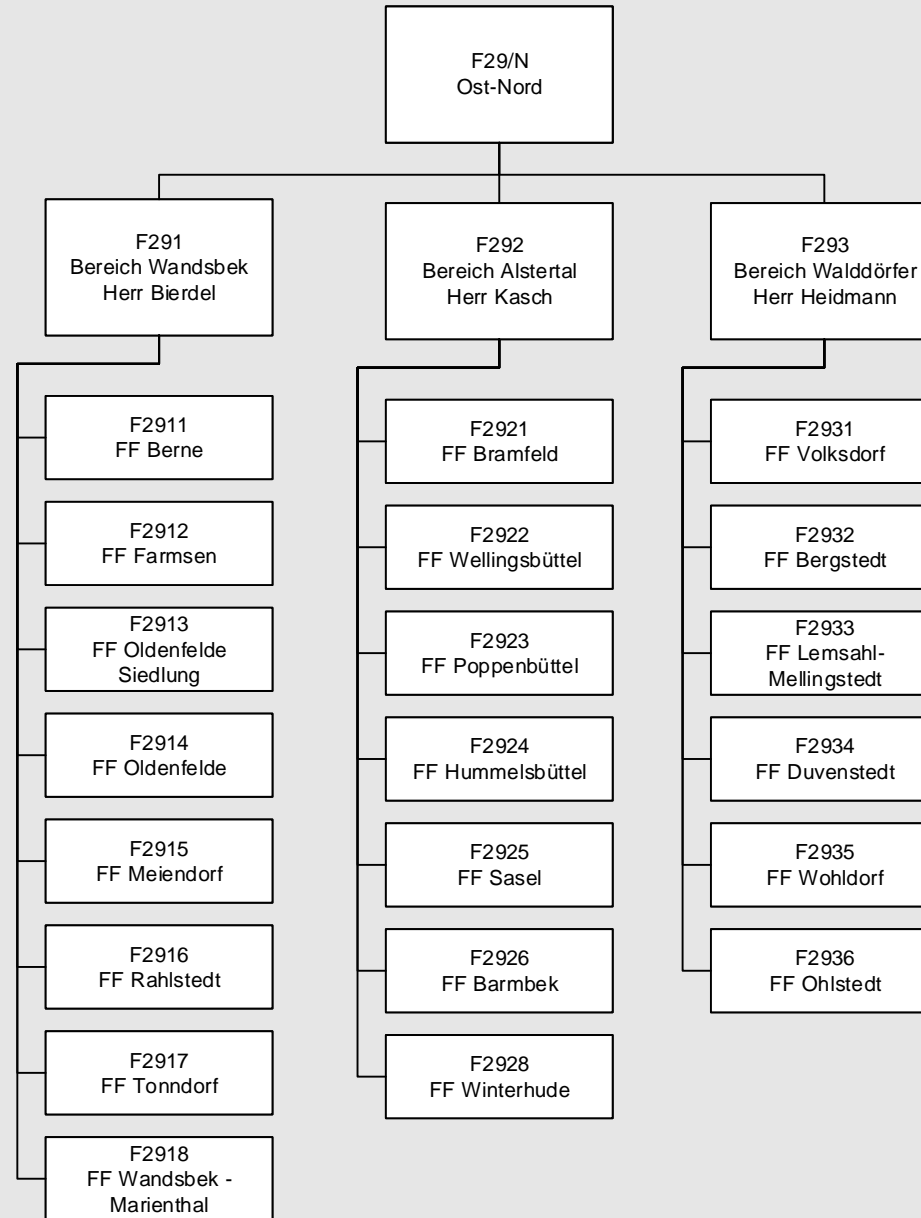 F29/N
Ost-Nord
F291
Bereich Wandsbek
Herr Bierdel
F2911
FF Berne
F2912
FF Farmsen
F2913
FF Oldenfelde
Siedlung
F2914
FF Oldenfelde
F2915
FF Meiendorf
F2916
FF Rahlstedt
F2917
FF Tonndorf
F2918
FF Wandsbek -
Marienthal
F292
Bereich Alstertal
Herr Kasch
F2921
FF Bramfeld
F2922
FF Wellingsbüttel
F2923
FF Poppenbüttel
F2924
FF Hummelsbüttel
F2925
FF Sasel
F2926
FF Barmbek
F2928
FF Winterhude
F293
Bereich Walddörfer
Herr Heidmann
F2931
FF Volksdorf
F2932
FF Bergstedt
F2933
FF Lemsahl-
Mellingstedt
F2934
FF Duvenstedt
F2935
FF Wohldorf
F2936
FF Ohlstedt